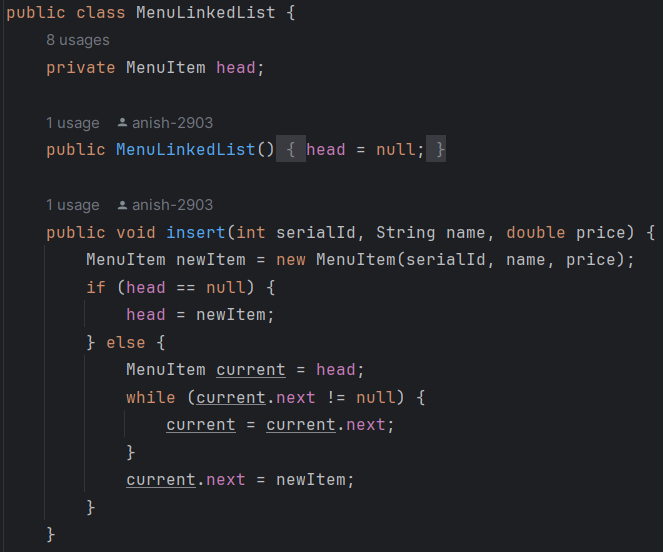 public class MenuLinkedList {
8 usages
private MenuItem head;
1 usage anish-2903
public MenuLinkedList() { head = null; }
1 usage anish-2903
public void insert(int serialId, String name, double price) {
MenuItem newItem = new MenuItem(serialId, name, price);
if (head == null) {
head = newItem;
} else {
MenuItem current = head;
while (current.next != null) {
current = current.next;
}
current.next = newItem;
}
}